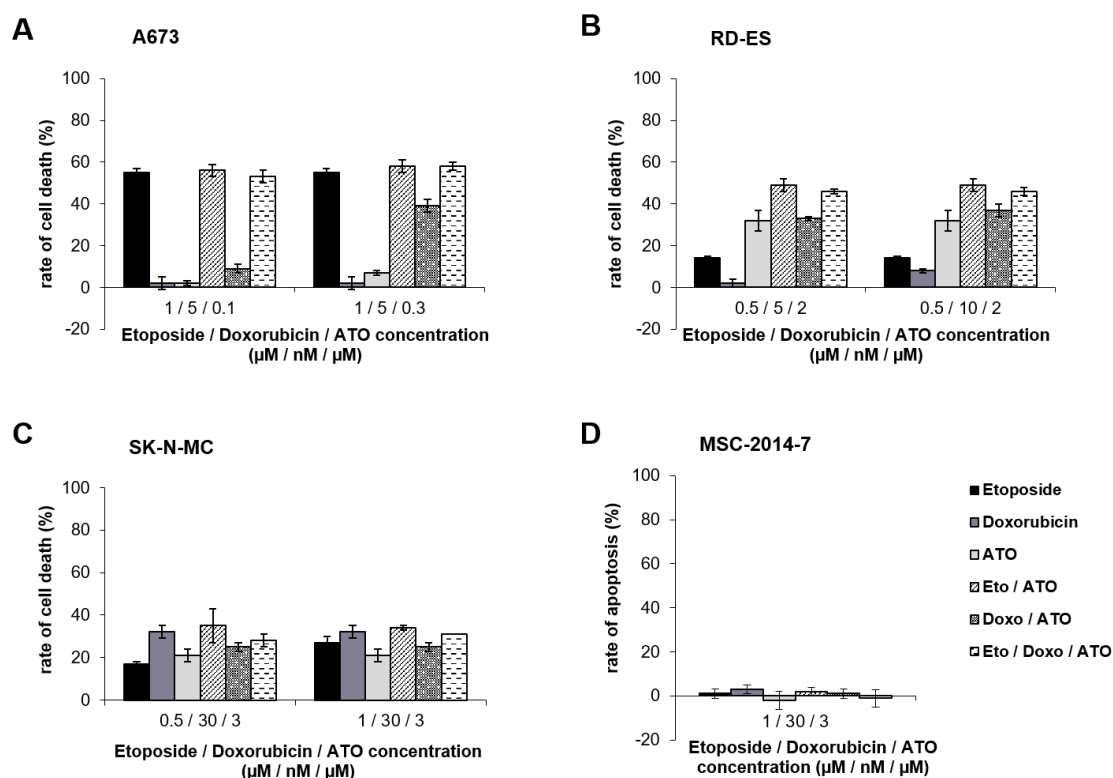 A
A673
rate of cell death (%)
100
80
60
40
20
0
-20
1 / 5 / 0.1
1 / 5 / 0.3
Etoposide / Doxorubicin / ATO concentration
(µM / nM / µM)
B
RD-ES
rate of cell death (%)
100
80
60
40
20
0
-20
0.5 / 5 / 2
0.5 / 10 / 2
Etoposide / Doxorubicin / ATO concentration
(µM / nM / µM)
C
SK-N-MC
rate of cell death (%)
100
80
60
40
20
0
0.5 / 30 / 3
1 / 30 / 3
Etoposide / Doxorubicin / ATO concentration
(µM / nM / µM)
D
MSC-2014-7
rate of apoptosis (%)
100
80
60
40
20
0
-20
1 / 30 / 3
Etoposide / Doxorubicin / ATO
concentration (µM / nM / µM)
Etoposide
Doxorubicin
ATO
Eto / ATO
Doxo / ATO
Eto / Doxo / ATO